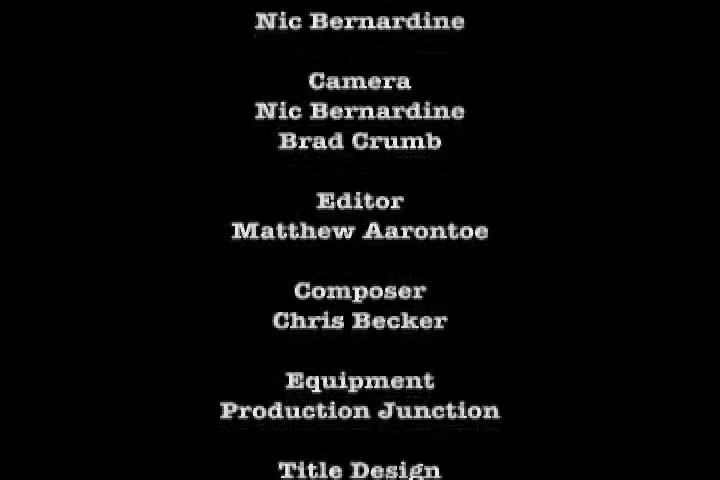 Nic Bernardine
Camera
Nic Bernardine
Brad Crumb
Editor
Matthew Aarontoe
Composer
Chris Becker
Equipment
Production Junction
Title Design